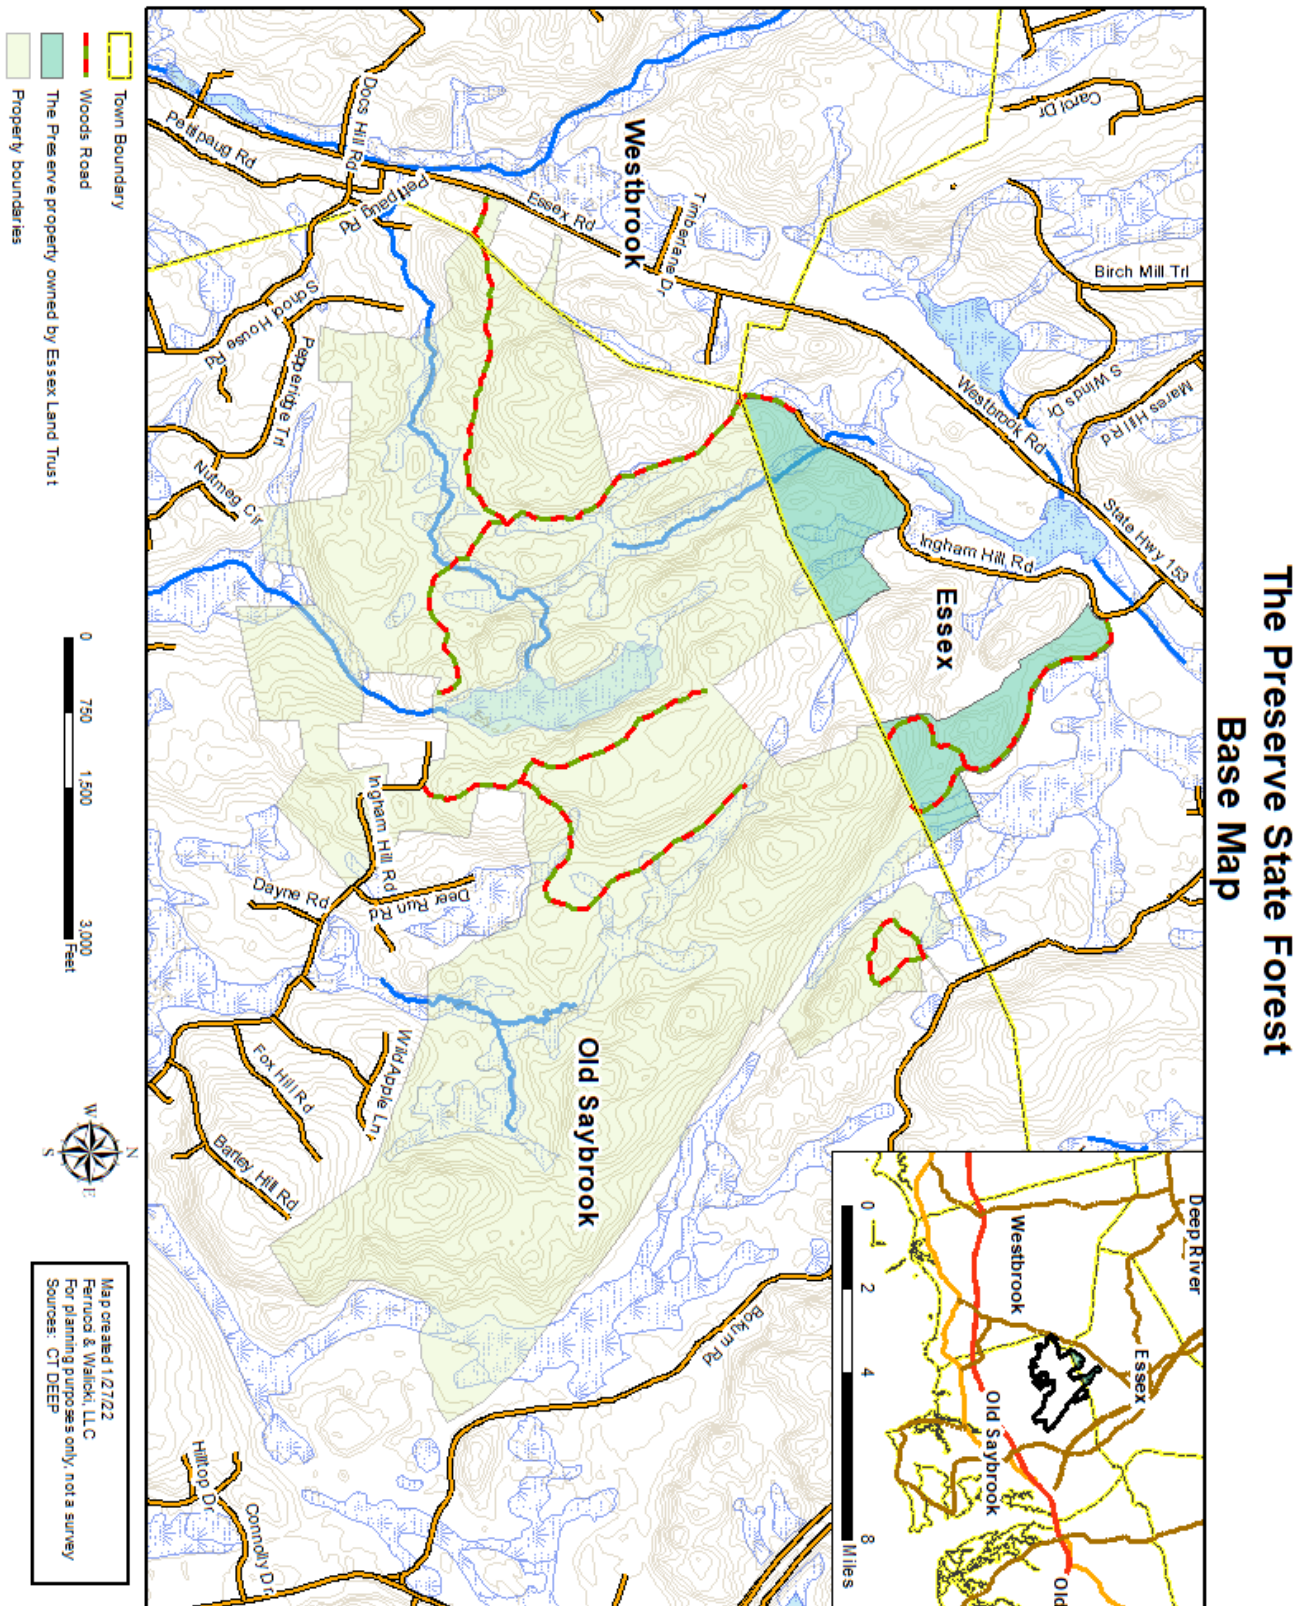 The Preserve State Forest
Base Map
Carol Dr
Birch Mill Trl
S Winds Dr
Mares Hill Rd
Westbrook Rd
State Hwy 153
Ingham Hill Rd
Essex
Westbrook
Timberlane Dr
Essex Rd
Docs Hill Rd
Pettipaug Rd
Pettipaug Rd
School House Rd
Pepperidge Trl
Nutmeg Cir
Ingham Hill Rd
Deer Run Rd
Dayne Rd
Old Saybrook
Wild Apple Ln
Fox Hill Rd
Bartley Hill Rd
Bokum Rd
Hilltop Dr
Connolly Dr
Deep River
Westbrook
Essex
Old Saybrook
Old
0 1 2 4 8
Miles
Town Boundary
Woods Road
The Preserve property owned by Essex Land Trust
Property boundaries
0 750 1,500 3,000
Feet
N
W
E
S
Map created 1/27/22
Ferrucci & Walicki, LLC
For planning purposes only, not a survey
Sources: CT DEEP